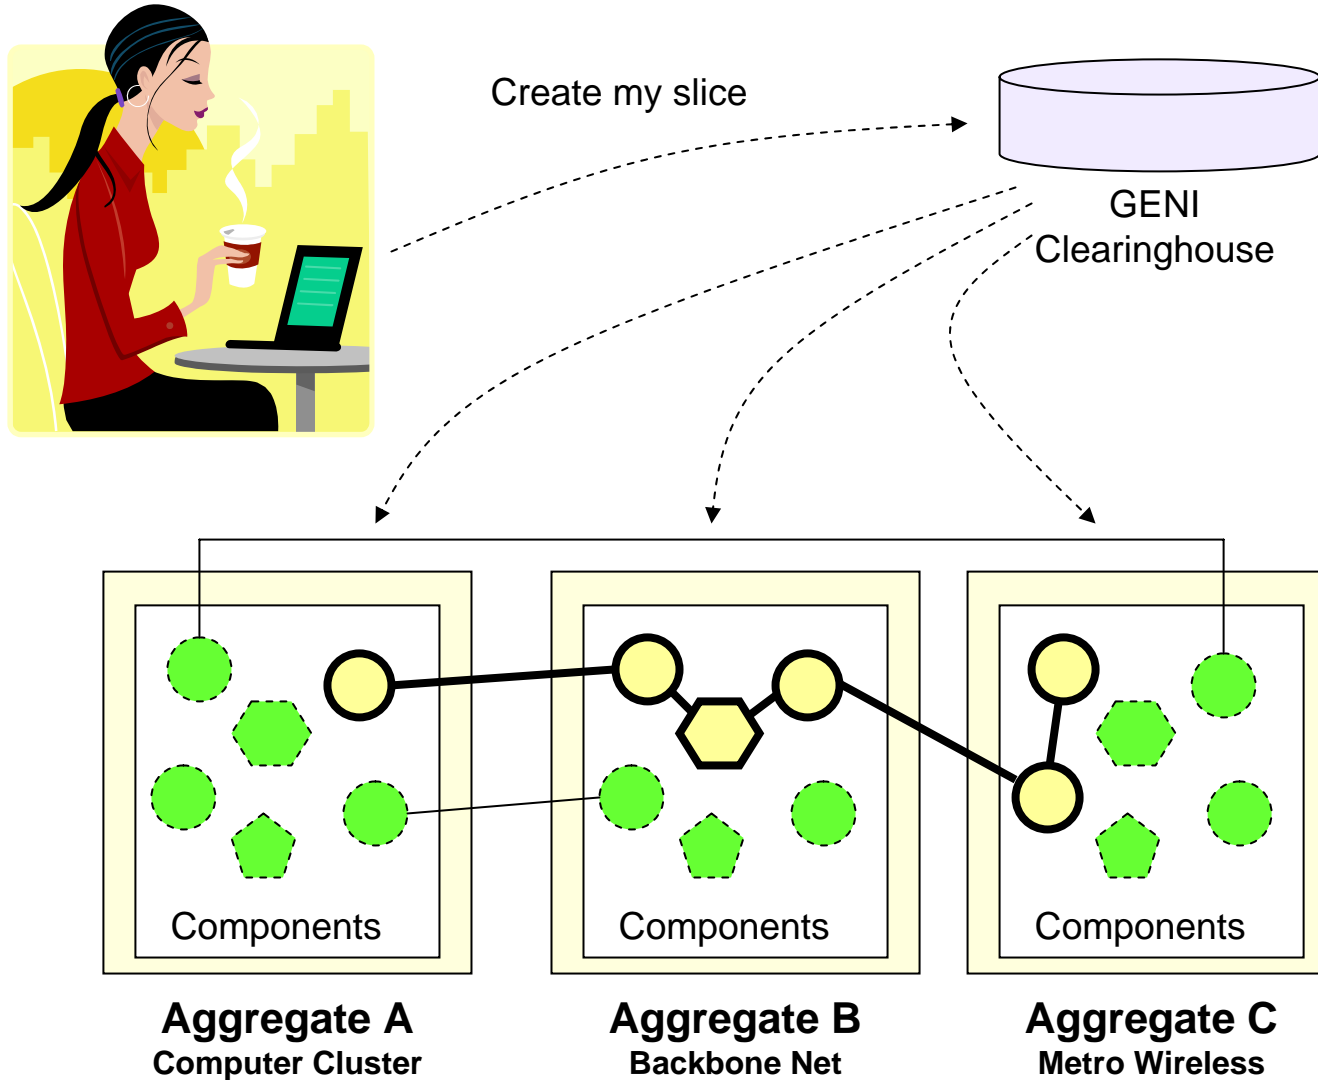 Create my slice
GENI
Clearinghouse
Components
Components
Components
Aggregate A
Computer Cluster
Aggregate B
Backbone Net
Aggregate C
Metro Wireless